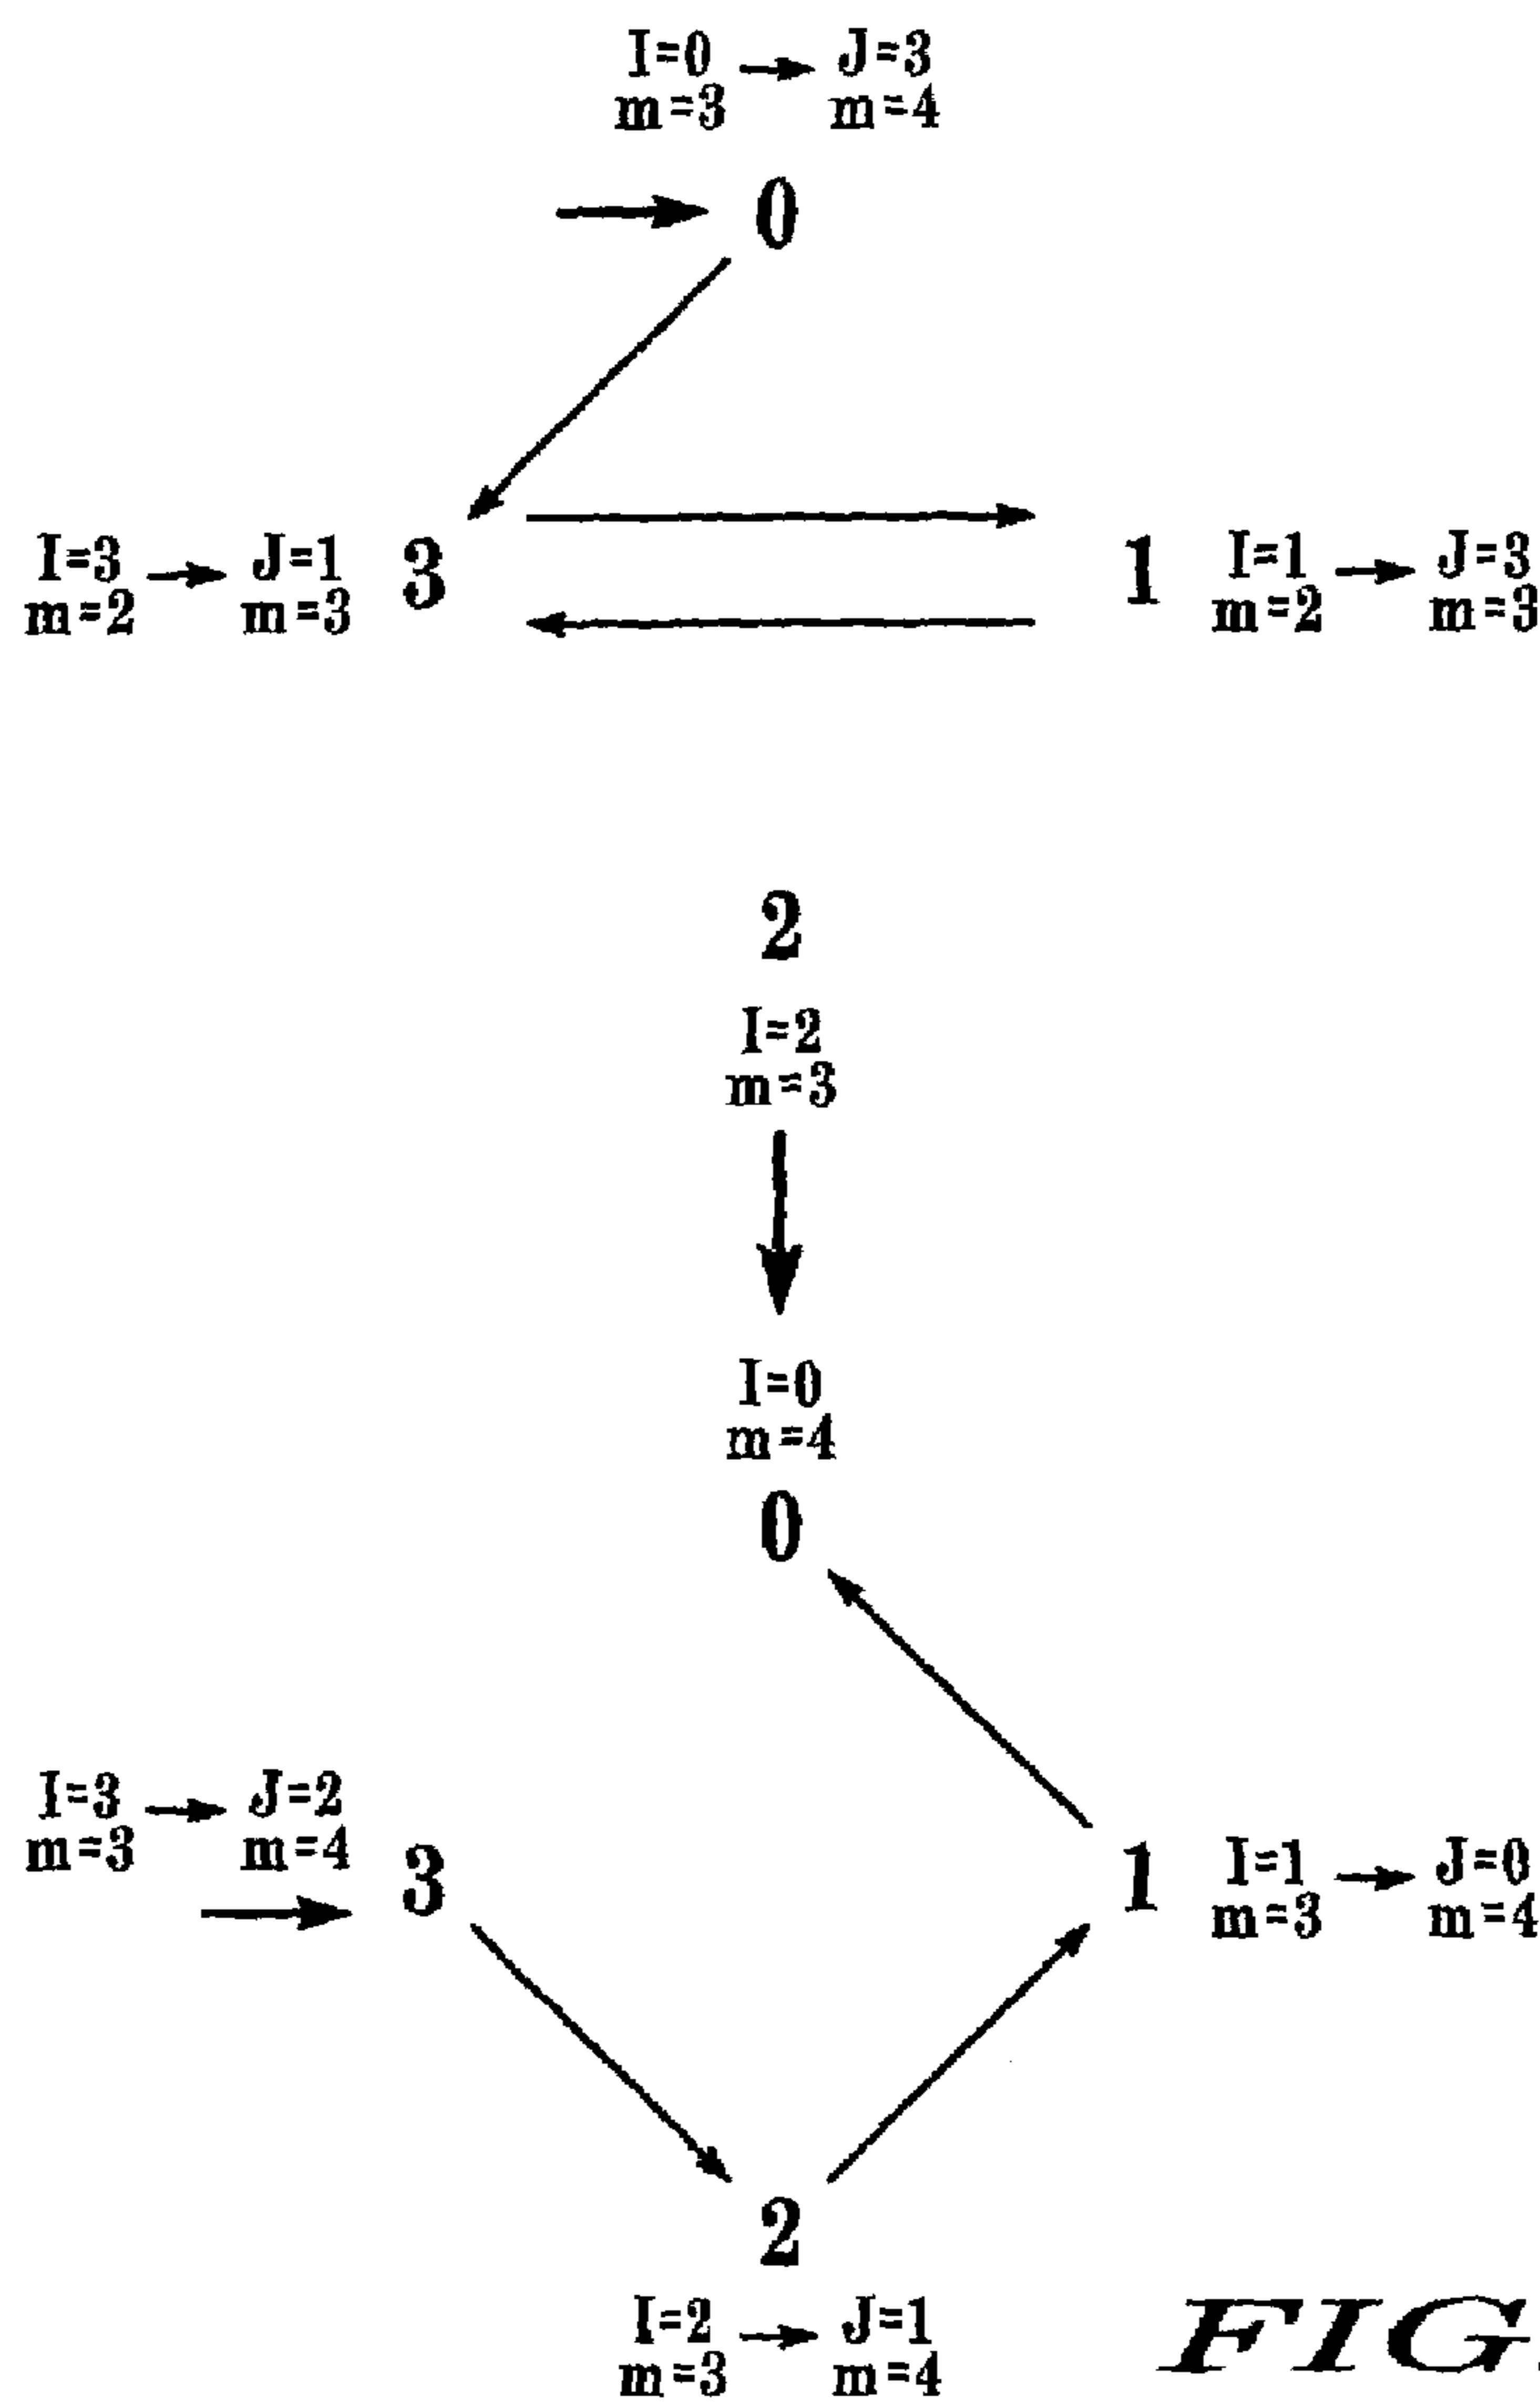 I=0 → J=3
m=3 m=4
0
I=3 → J=1 3 1 I=1 → J=3
m=2 m=3 m=2 m=3
2
I=2
m=3
I=0
m=4
0
I=3 → J=2
m=3 m=4
3 1 I=1 → J=0
m=3 m=4
2
I=2 → J=1
m=3 m=4
FIG.